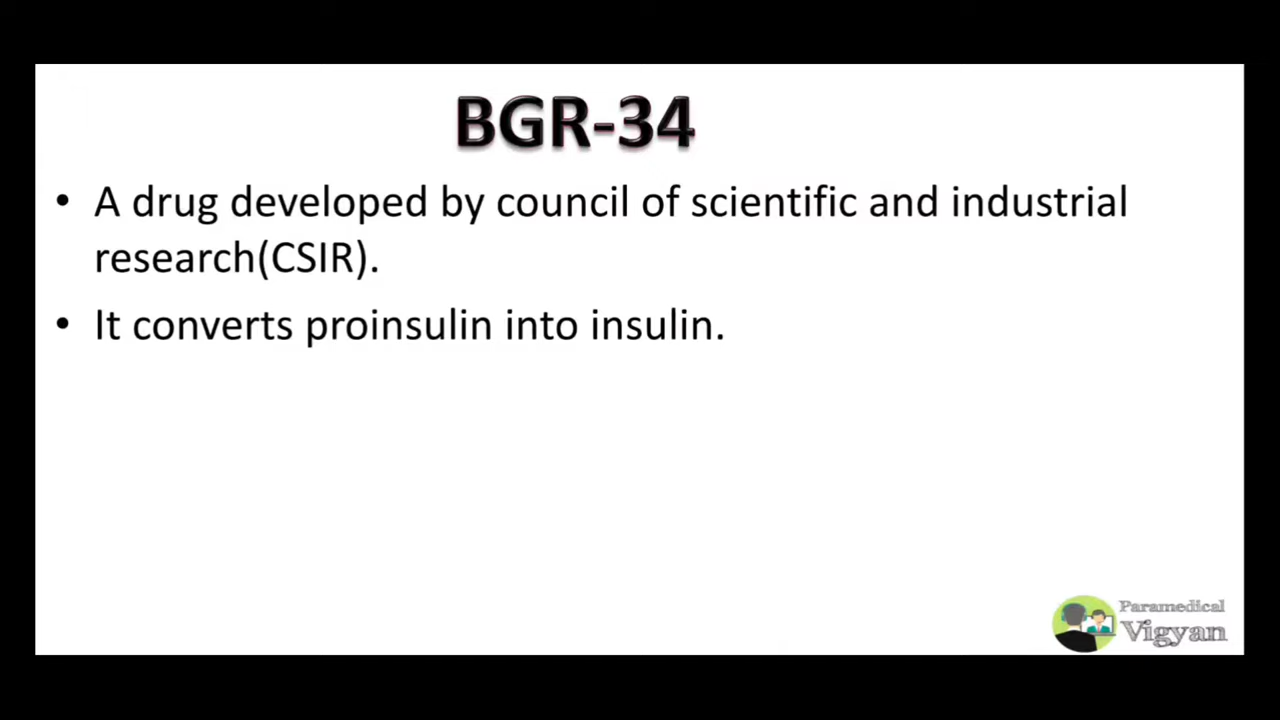 BGR-34
• A drug developed by council of scientific and industrial
research(CSIR).
• It converts proinsulin into insulin.
Paramedical
Vigyan